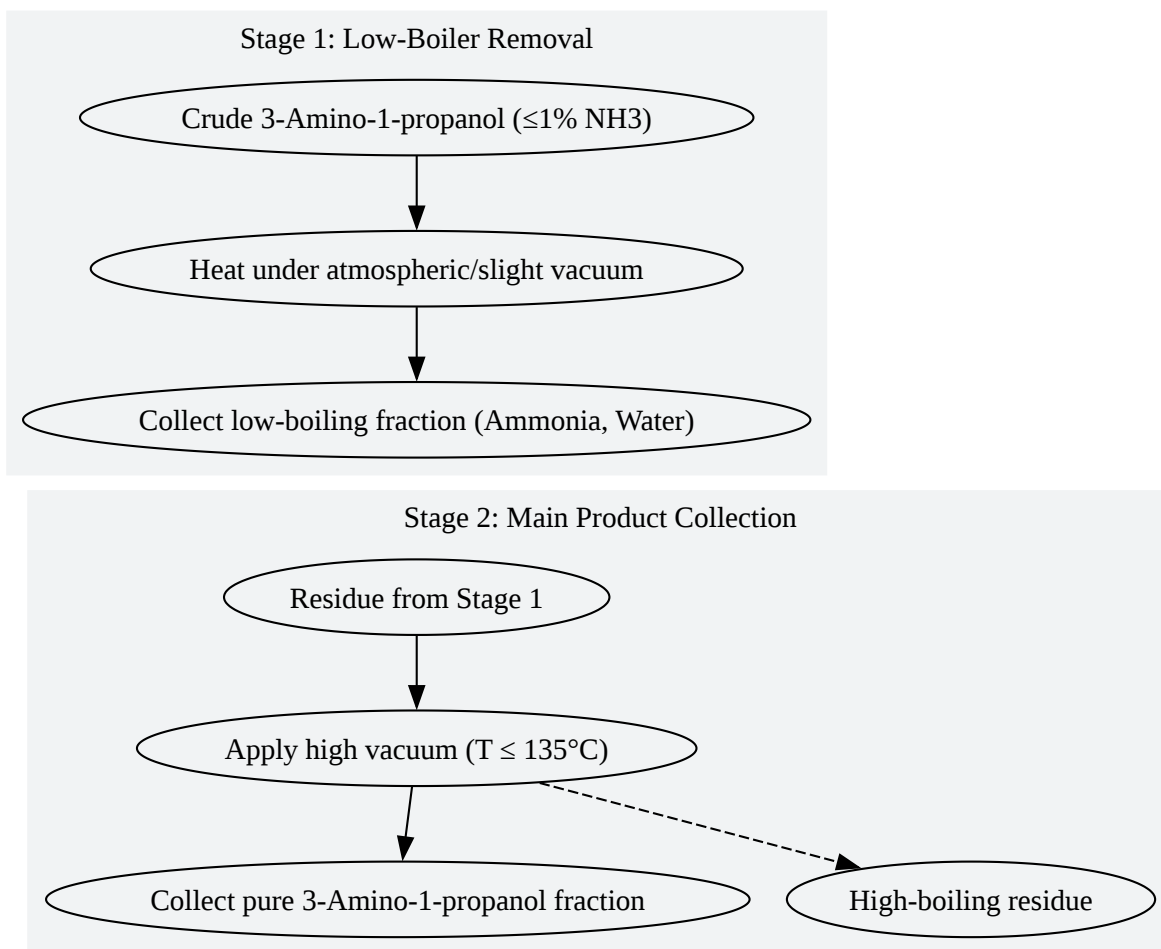 Stage 1: Low-Boiler Removal
Crude 3-Amino-1-propanol (≤1% NH3)
Heat under atmospheric/slight vacuum
Collect low-boiling fraction (Ammonia, Water)
Stage 2: Main Product Collection
Residue from Stage 1
Apply high vacuum (T ≤ 135°C)
Collect pure 3-Amino-1-propanol fraction
High-boiling residue